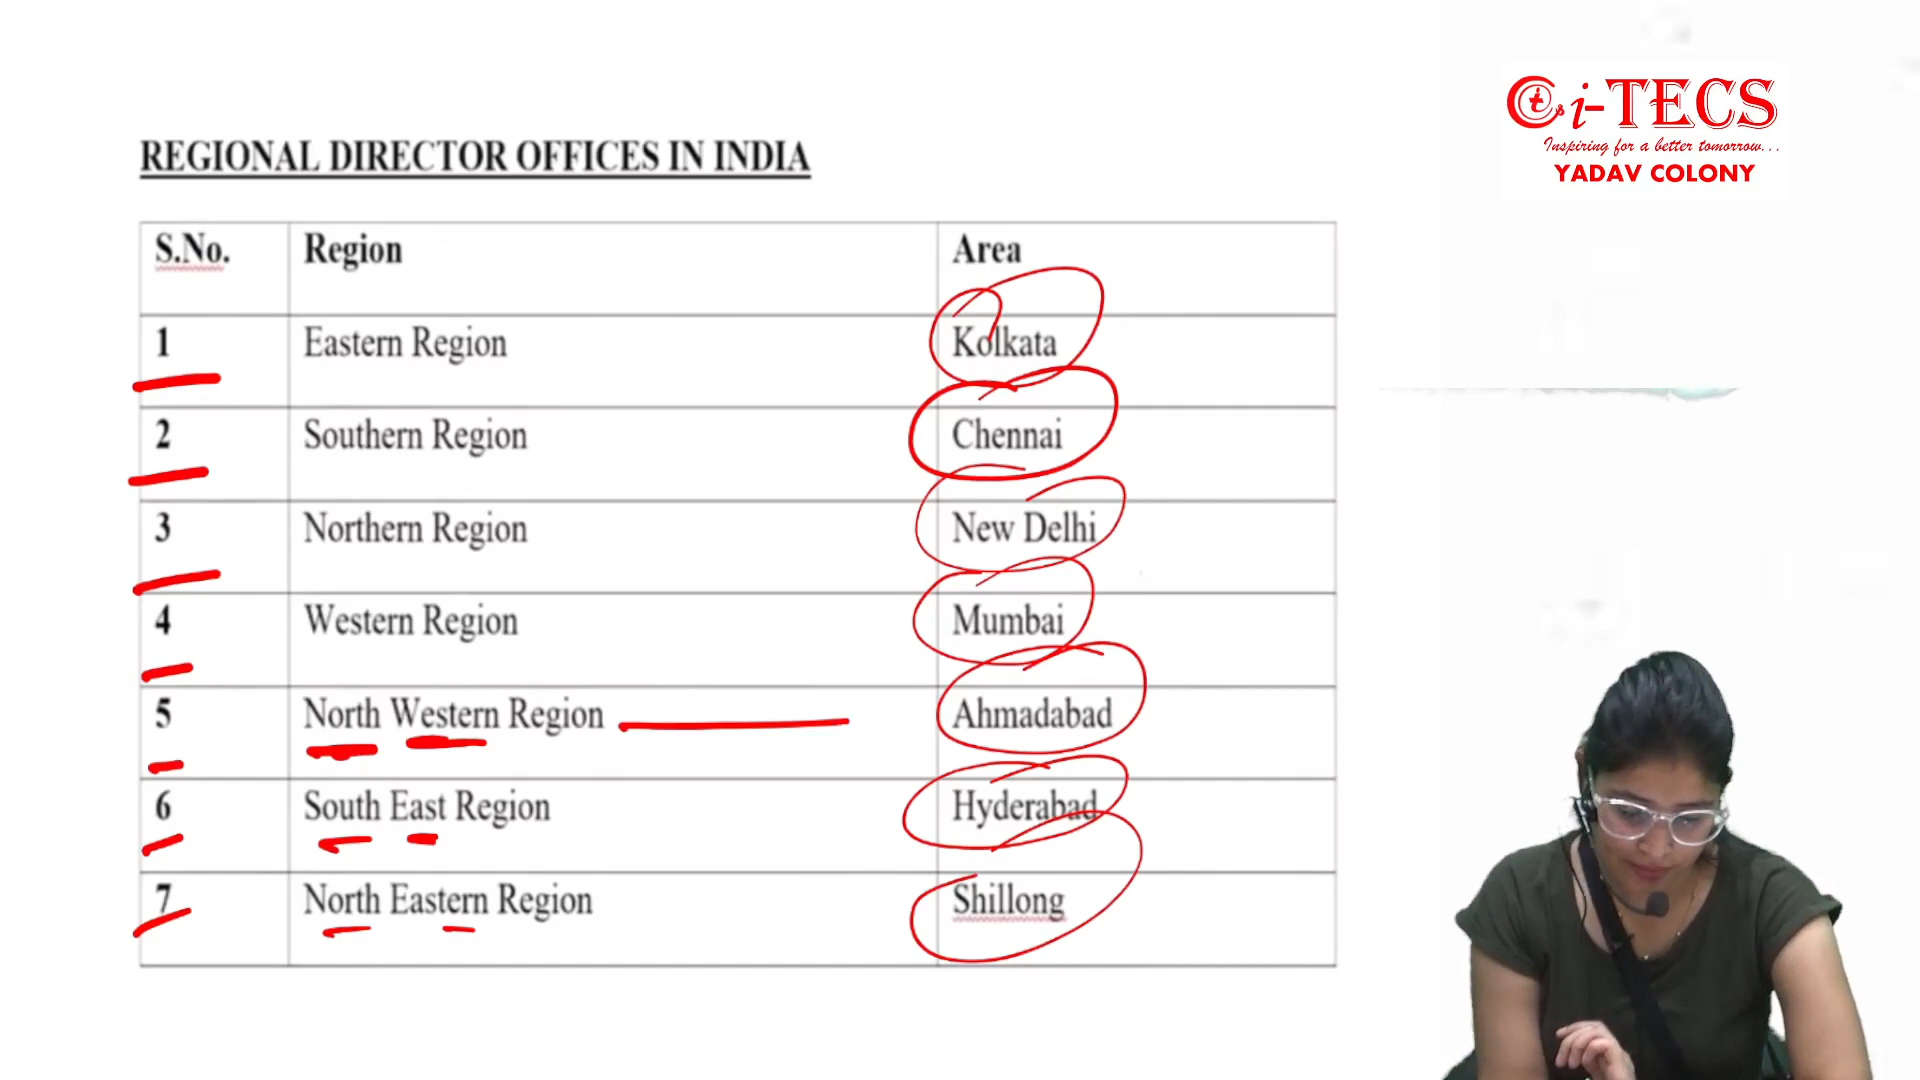 i-TECS
Inspiring for a better tomorrow...
YADAV COLONY
REGIONAL DIRECTOR OFFICES IN INDIA
S.No. Region Area
1 Eastern Region Kolkata
2 Southern Region Chennai
3 Northern Region New Delhi
4 Western Region Mumbai
5 North Western Region Ahmadabad
6 South East Region Hyderabad
7 North Eastern Region Shillong